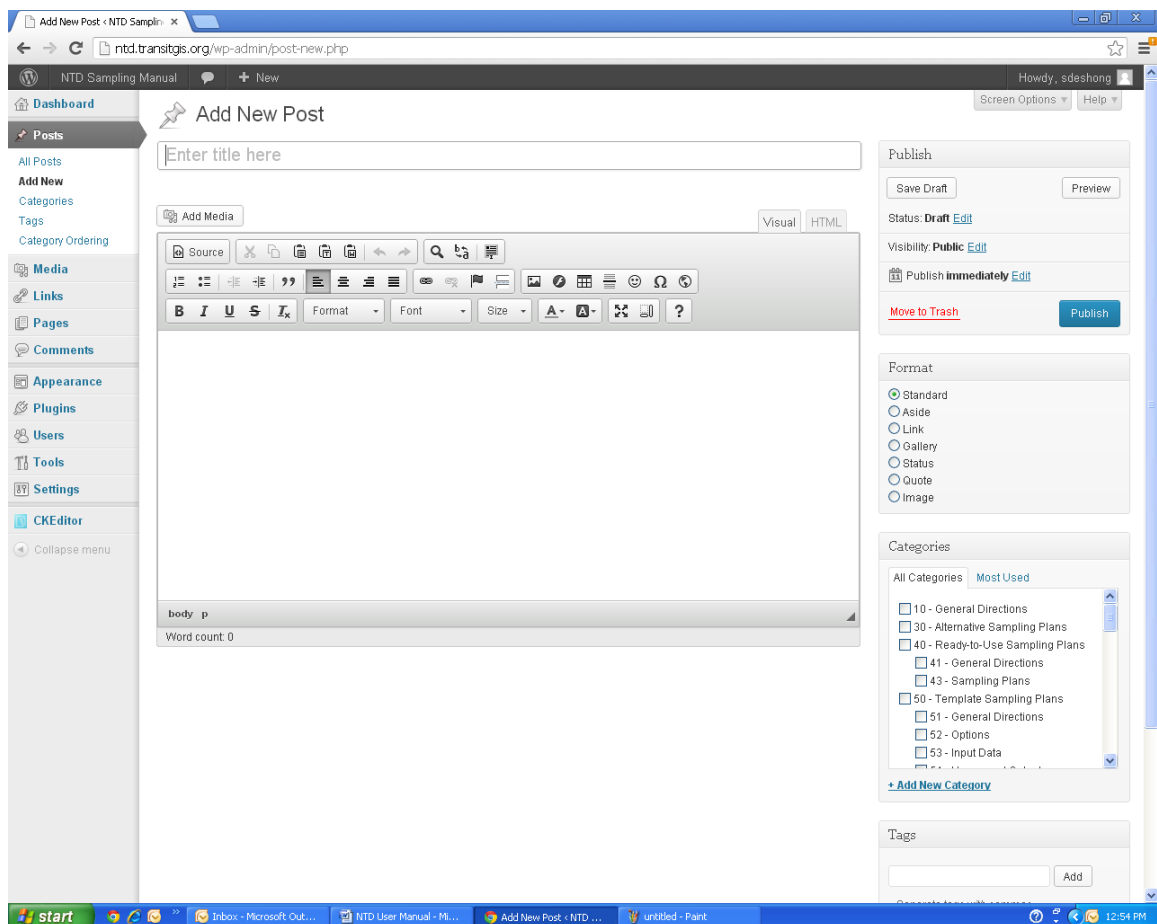 Add New Post ‹ NTD Samplin
ntd.transitgis.org/wp-admin/post-new.php
NTD Sampling Manual
+ New
Howdy, sdeshong
Screen Options
Help
Dashboard
Posts
All Posts
Add New
Categories
Tags
Category Ordering
Media
Links
Pages
Comments
Appearance
Plugins
Users
Tools
Settings
CKEditor
Collapse menu
Add New Post
Enter title here
Add Media
Visual
HTML
Source
B I U S Ix
Format
Font
Size
A
A
?
body p
Word count: 0
Publish
Save Draft
Preview
Status: Draft Edit
Visibility: Public Edit
Publish immediately Edit
Move to Trash
Publish
Format
Standard
Aside
Link
Gallery
Status
Quote
Image
Categories
All Categories
Most Used
10 - General Directions
30 - Alternative Sampling Plans
40 - Ready-to-Use Sampling Plans
41 - General Directions
43 - Sampling Plans
50 - Template Sampling Plans
51 - General Directions
52 - Options
53 - Input Data
+ Add New Category
Tags
Add
start
Inbox - Microsoft Out...
NTD User Manual - Mi...
Add New Post ‹ NTD ...
untitled - Paint
12:54 PM